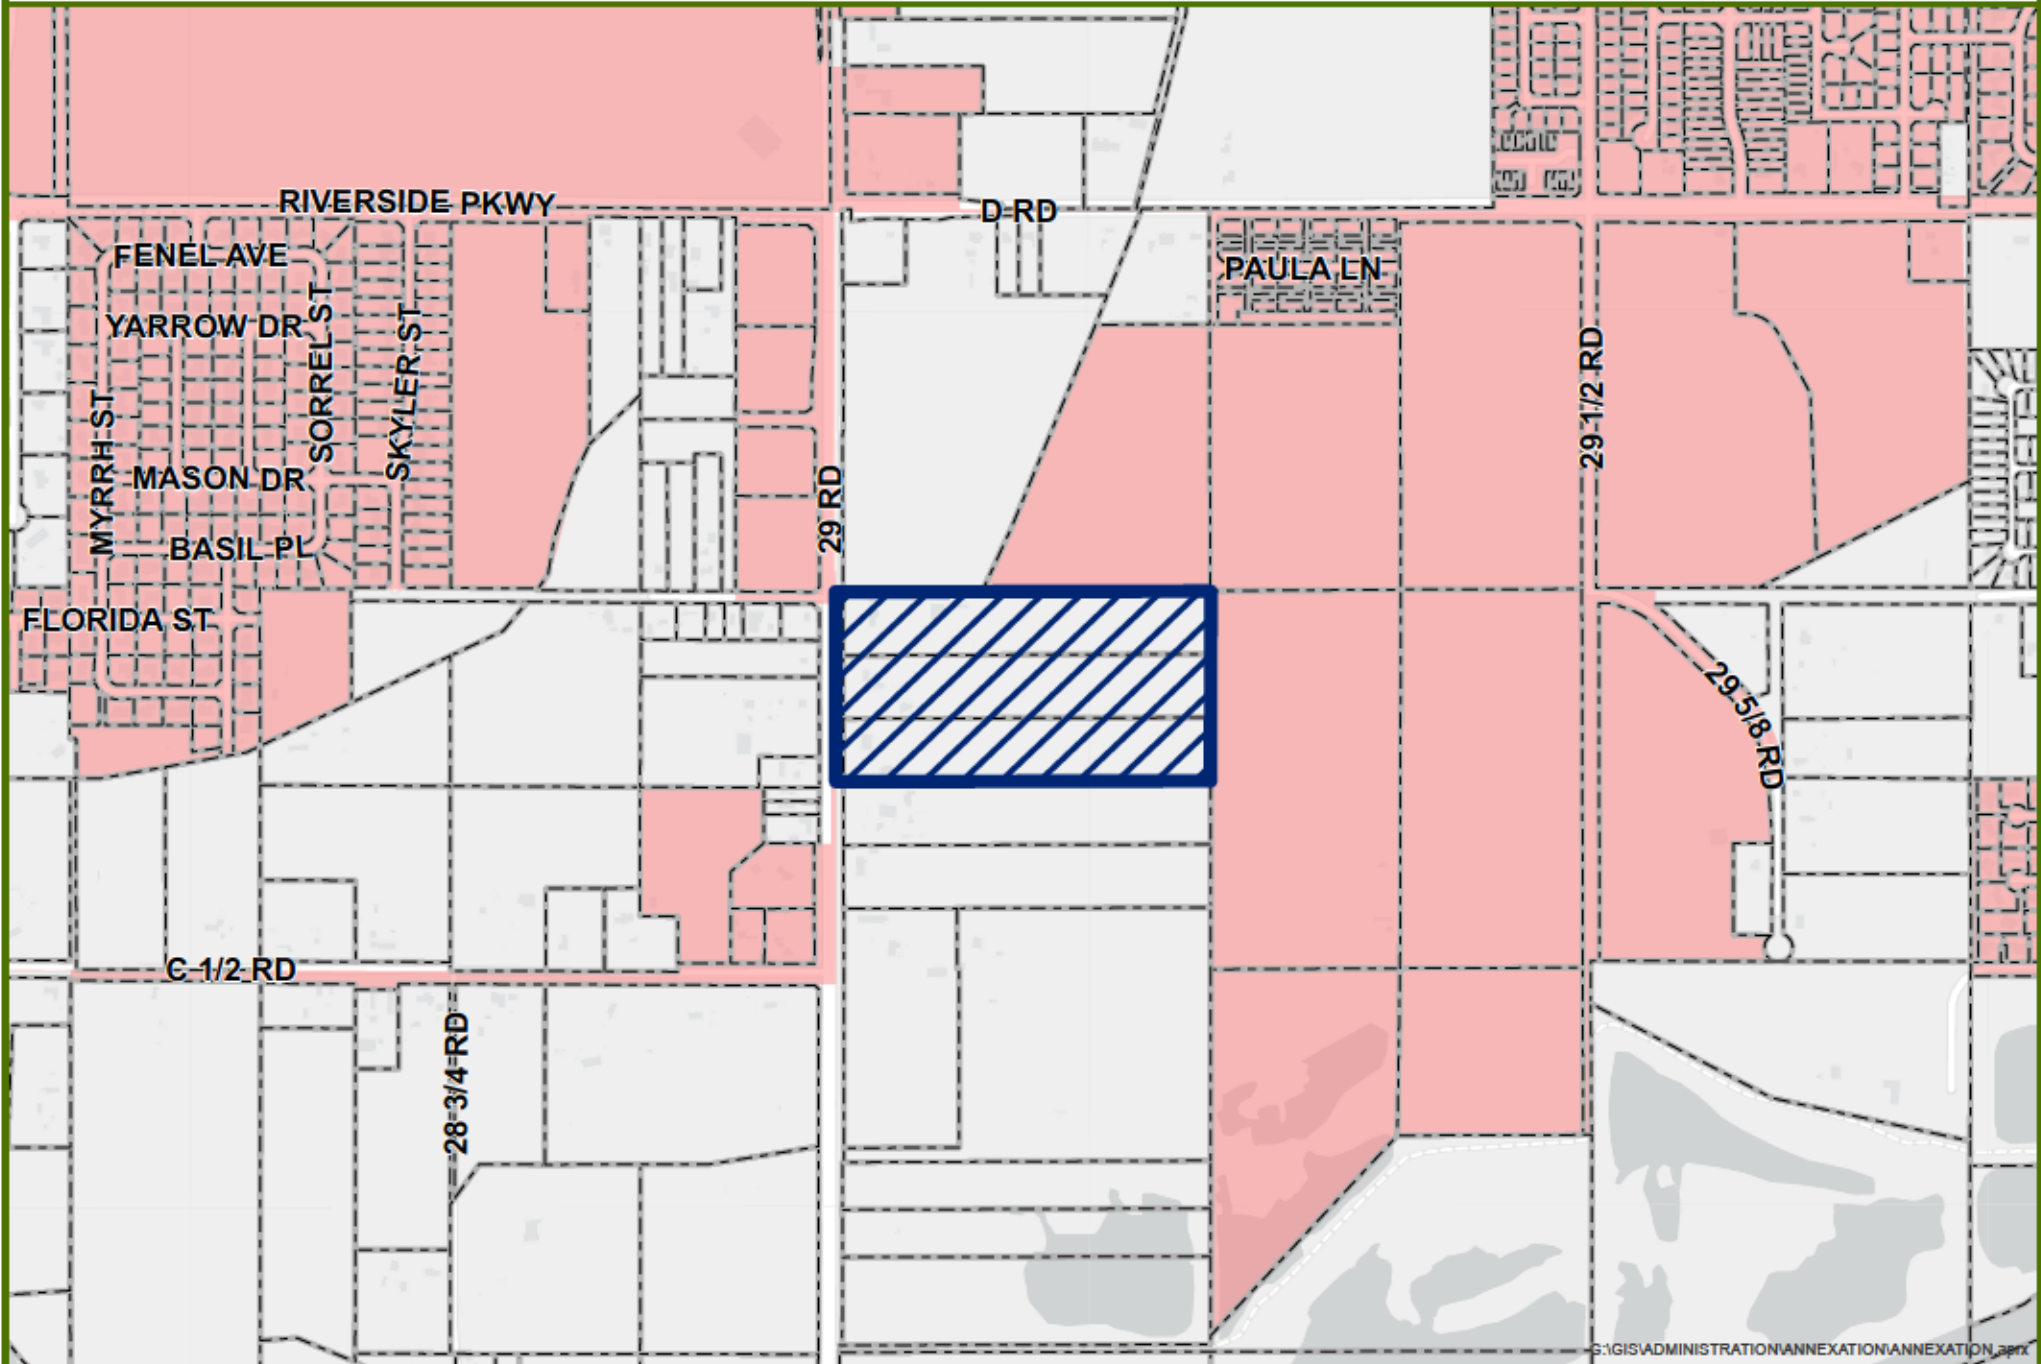 RIVERSIDE PKWY
D RD
FENEL AVE
PAULA LN
YARROW DR
SORREL ST
SKYLER ST
29 1/2 RD
MYRRH ST
MASON DR
29 RD
BASIL PL
FLORIDA ST
29 5/8 RD
C 1/2 RD
28 3/4 RD
G:\GIS\ADMINISTRATION\ANNEXATION\ANNEXATION.aprx